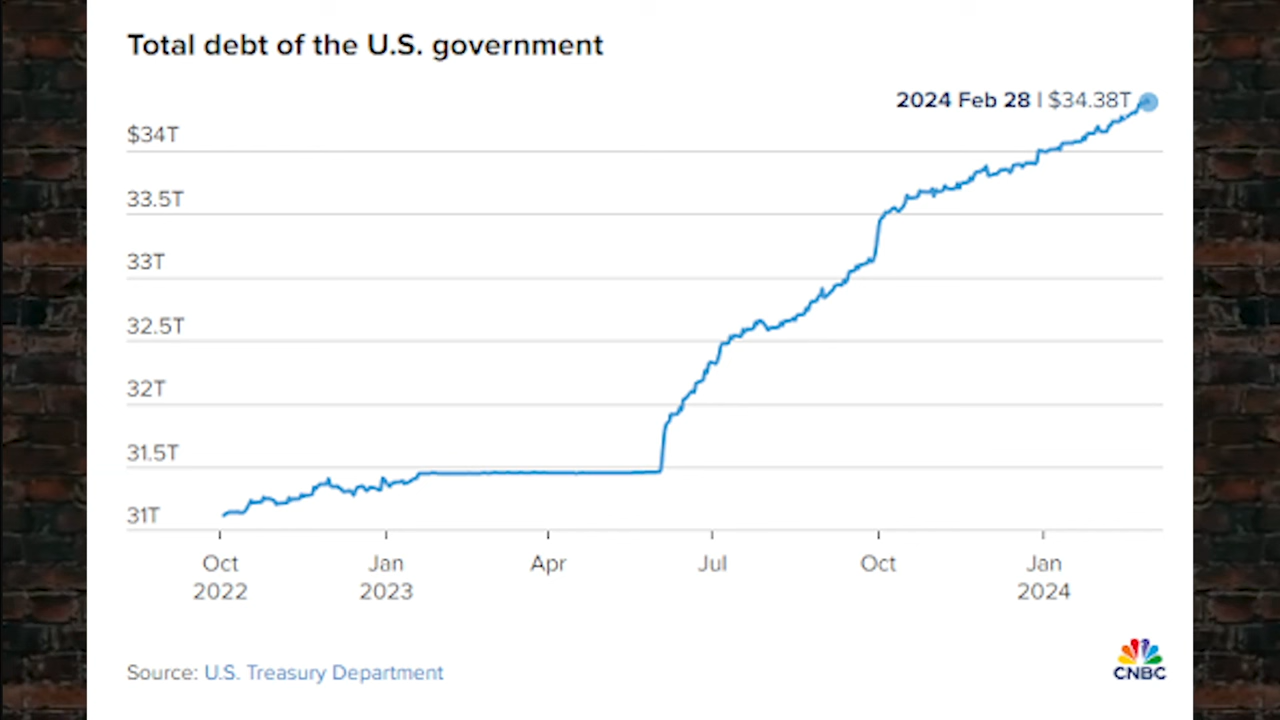 Total debt of the U.S. government
2024 Feb 28 | $34.38T
$34T
33.5T
33T
32.5T
32T
31.5T
31T
Oct Jan Apr Jul Oct Jan
2022 2023 2024
Source: U.S. Treasury Department
CNBC